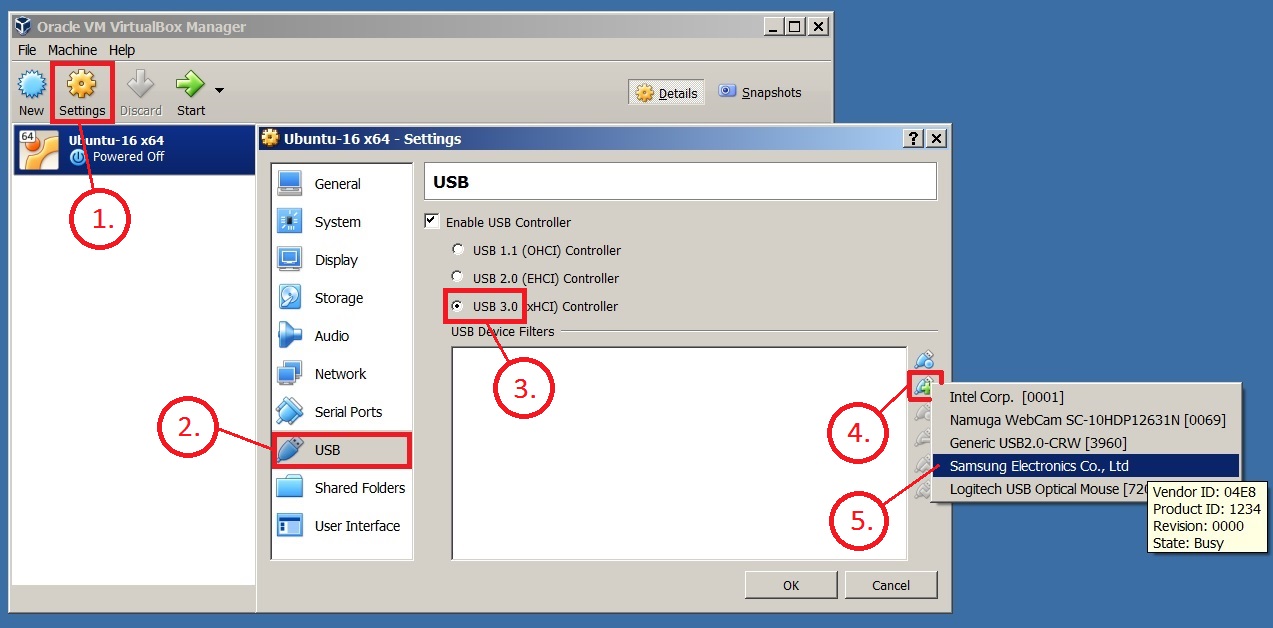 Oracle VM VirtualBox Manager
File Machine Help
New Settings Discard Start Details Snapshots
64 Ubuntu-16 x64
Powered Off
1.
Ubuntu-16 x64 - Settings
General
System
Display
Storage
Audio
Network
Serial Ports
USB
Shared Folders
User Interface
2.
USB
Enable USB Controller
USB 1.1 (OHCI) Controller
USB 2.0 (EHCI) Controller
USB 3.0 (xHCI) Controller
USB Device Filters
3.
4.
5.
Intel Corp. [0001]
Namuga WebCam SC-10HDP12631N [0069]
Generic USB2.0-CRW [3960]
Samsung Electronics Co., Ltd
Logitech USB Optical Mouse [720
Vendor ID: 04E8
Product ID: 1234
Revision: 0000
State: Busy
OK Cancel